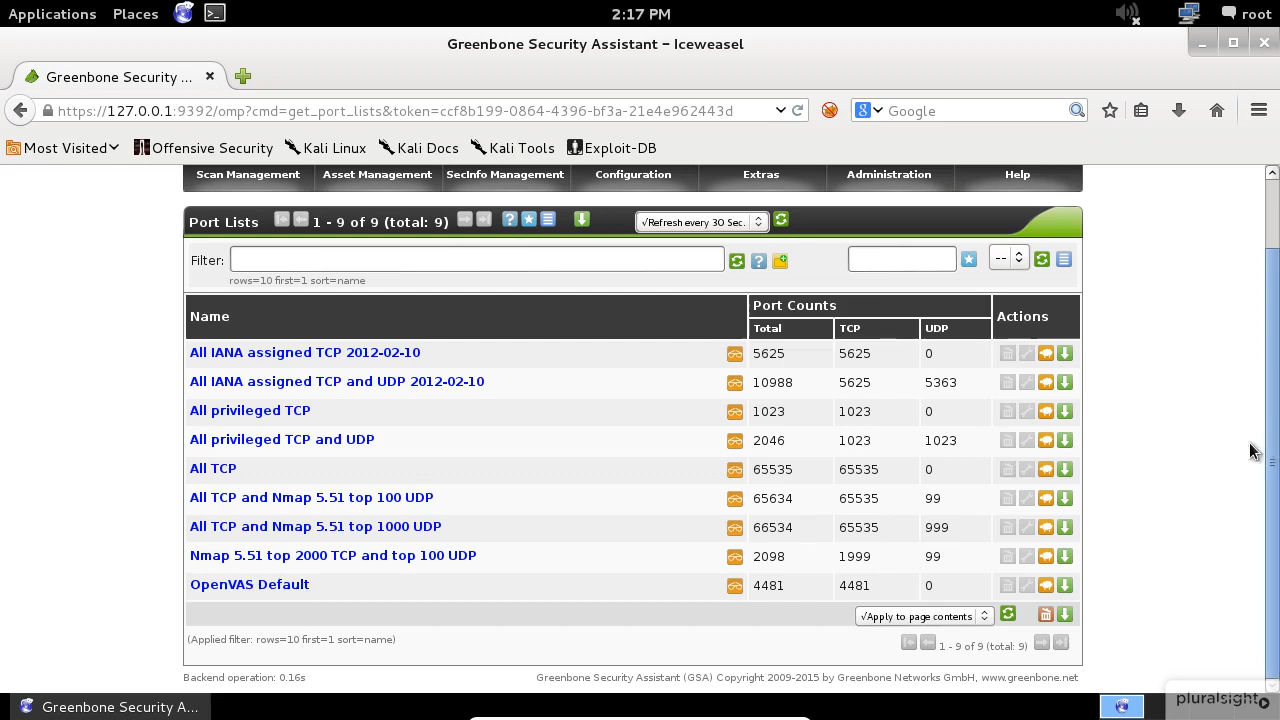 Applications Places 2:17 PM root
Greenbone Security Assistant – Iceweasel
Greenbone Security ...
https://127.0.0.1:9392/omp?cmd=get_port_lists&token=ccf8b199-0864-4396-bf3a-21e4e962443d Google
Most Visited Offensive Security Kali Linux Kali Docs Kali Tools Exploit-DB
Scan Management Asset Management SecInfo Management Configuration Extras Administration Help
Port Lists 1 - 9 of 9 (total: 9) √Refresh every 30 Sec.
Filter: --
rows=10 first=1 sort=name
Name Port Counts Actions
Total TCP UDP
All IANA assigned TCP 2012-02-10 5625 5625 0
All IANA assigned TCP and UDP 2012-02-10 10988 5625 5363
All privileged TCP 1023 1023 0
All privileged TCP and UDP 2046 1023 1023
All TCP 65535 65535 0
All TCP and Nmap 5.51 top 100 UDP 65634 65535 99
All TCP and Nmap 5.51 top 1000 UDP 66534 65535 999
Nmap 5.51 top 2000 TCP and top 100 UDP 2098 1999 99
OpenVAS Default 4481 4481 0
√Apply to page contents
(Applied filter: rows=10 first=1 sort=name) 1 - 9 of 9 (total: 9)
Backend operation: 0.16s Greenbone Security Assistant (GSA) Copyright 2009-2015 by Greenbone Networks GmbH, www.greenbone.net
Greenbone Security A... pluralsight